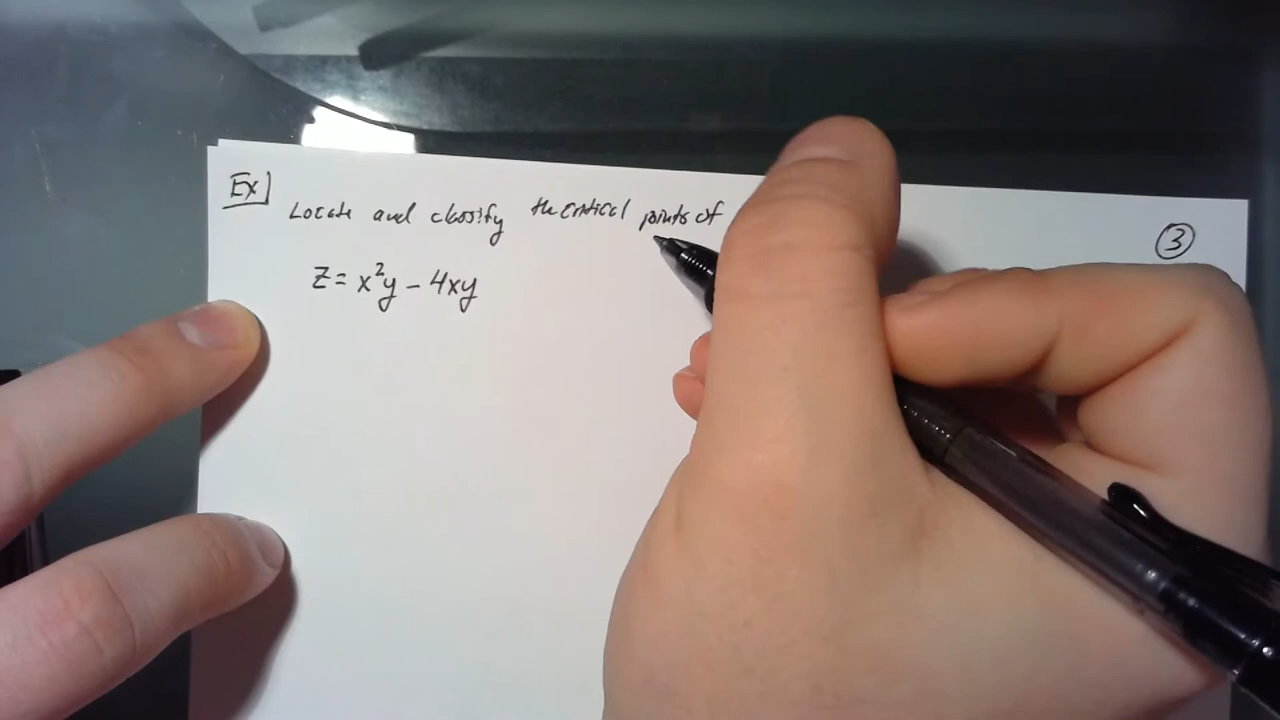 Ex
Locate and classify the critical points of
3
z = x²y - 4xy